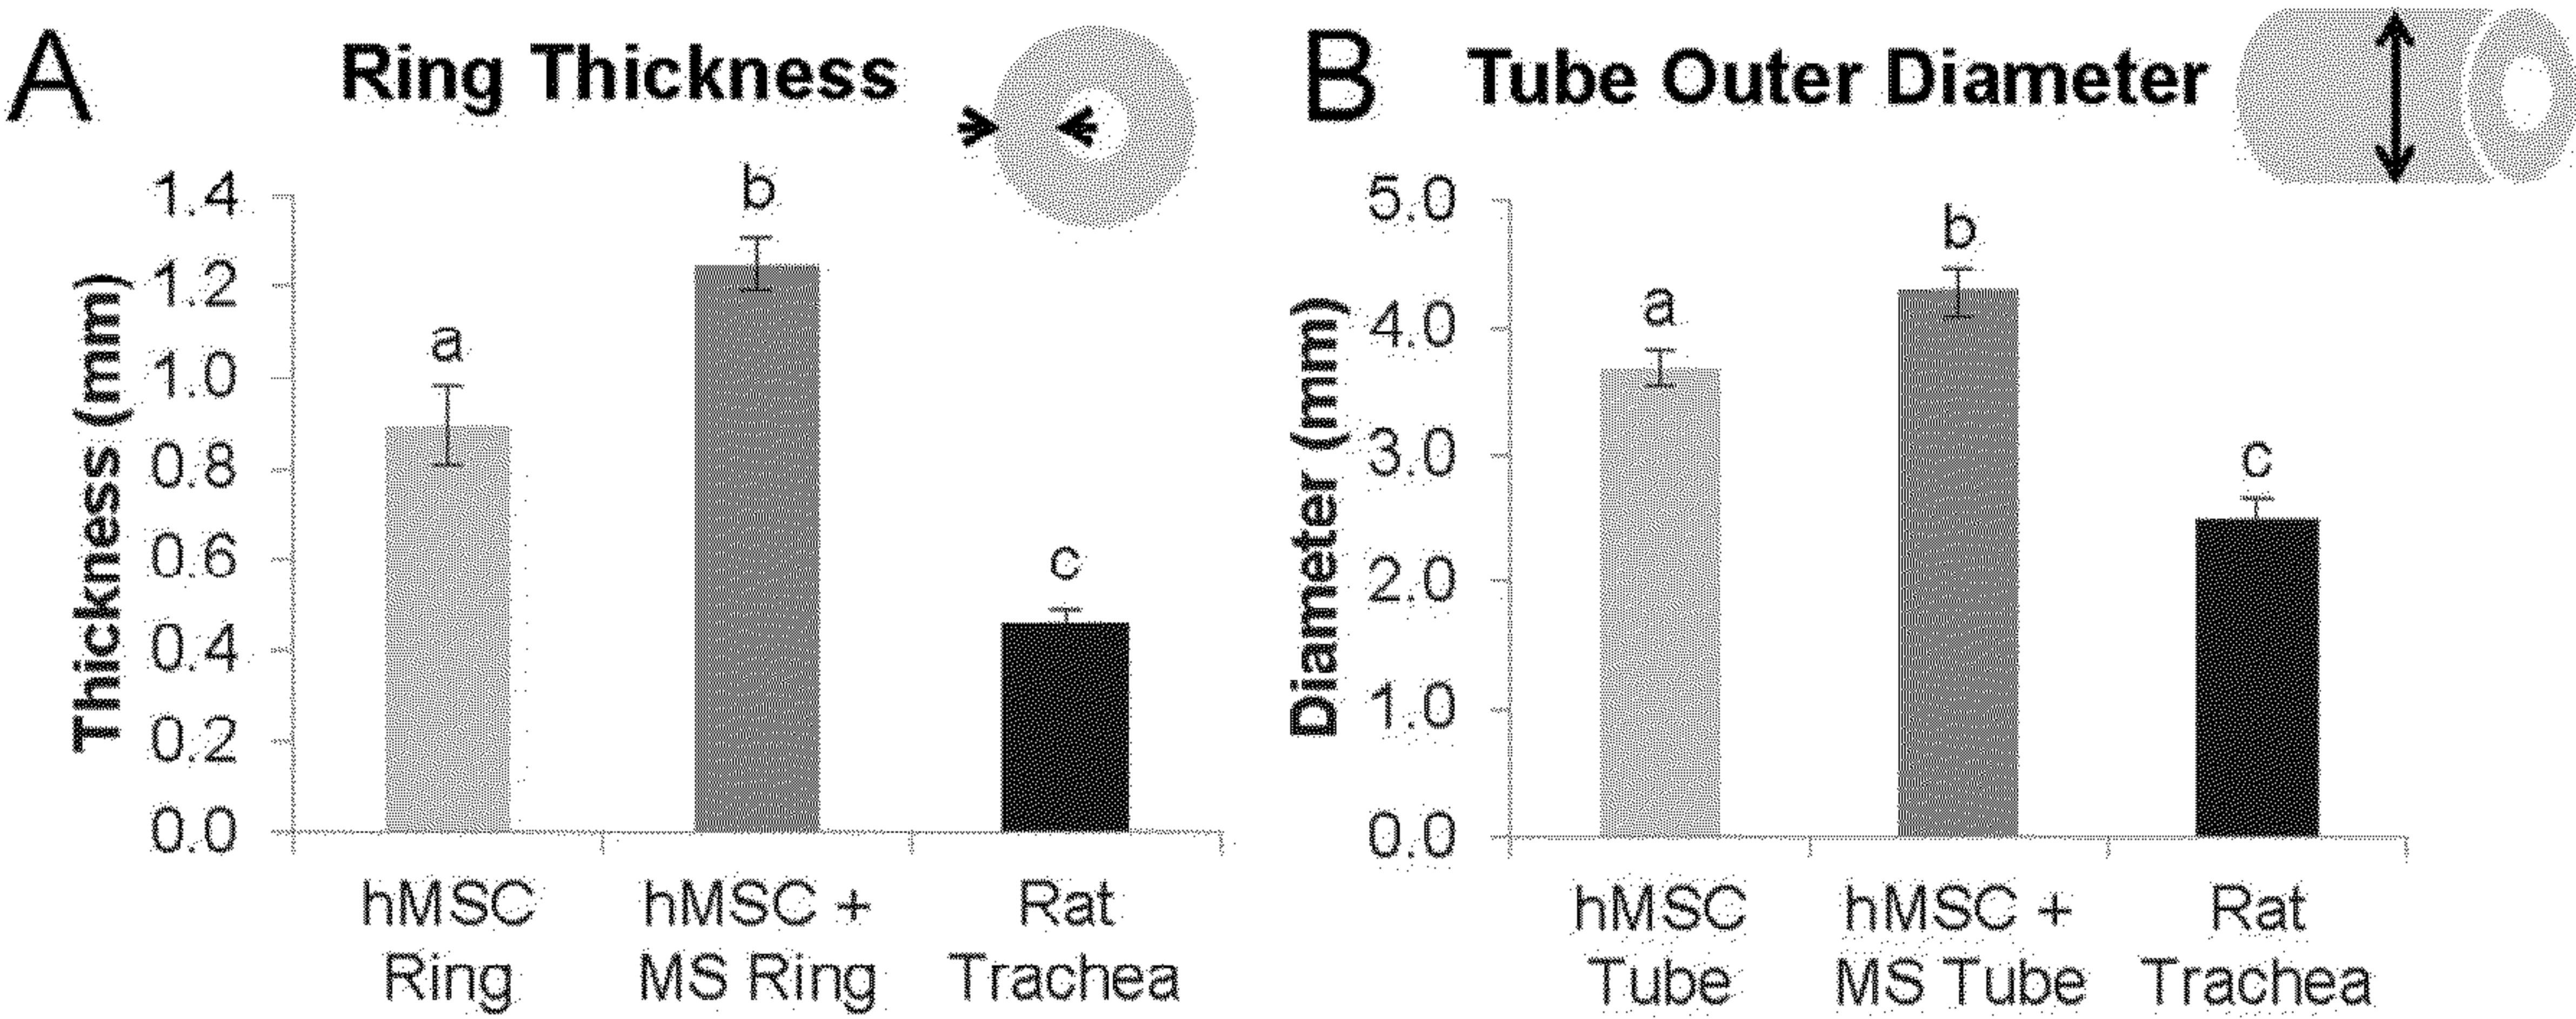 A
Ring Thickness
Thickness (mm)
1.4
1.2
1.0
0.8
0.6
0.4
0.2
0.0
a
b
c
hMSC
Ring
hMSC +
MS Ring
Rat
Trachea
B
Tube Outer Diameter
Diameter (mm)
5.0
4.0
3.0
2.0
1.0
0.0
a
b
c
hMSC
Tube
hMSC +
MS Tube
Rat
Trachea